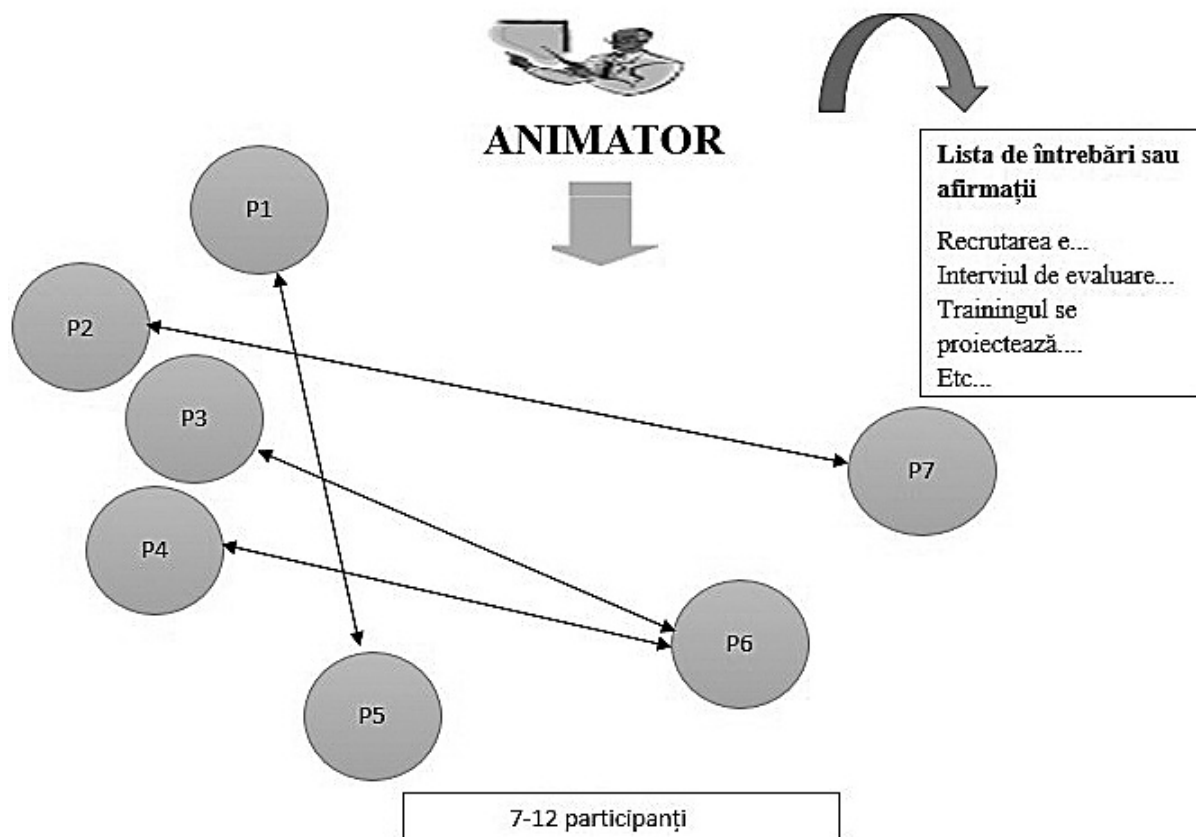 ANIMATOR
Lista de întrebări sau
afirmații
Recrutarea e...
Interviul de evaluare...
Trainingul se
proiectează....
Etc...
P1
P2
P3
P4
P5
P6
P7
7-12 participanți